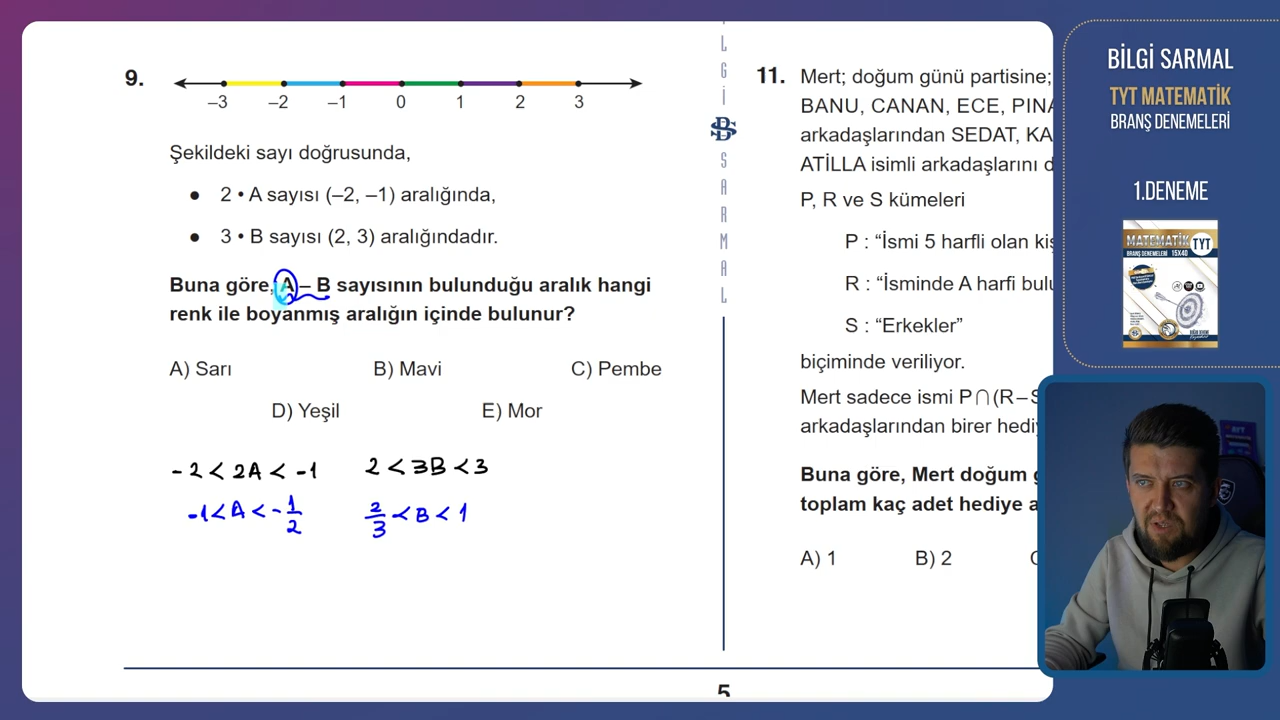 9.
–3 –2 –1 0 1 2 3
Şekildeki sayı doğrusunda,
● 2 • A sayısı (–2, –1) aralığında,
● 3 • B sayısı (2, 3) aralığındadır.
Buna göre, A – B sayısının bulunduğu aralık hangi
renk ile boyanmış aralığın içinde bulunur?
A) Sarı B) Mavi C) Pembe
D) Yeşil E) Mor
-2 < 2A < -1 2 < 3B < 3
-1 < A < -1/2 2/3 < B < 1
L G İ S A R M A L
11. Mert; doğum günü partisine;
BANU, CANAN, ECE, PINA
arkadaşlarından SEDAT, KA
ATİLLA isimli arkadaşlarını d
P, R ve S kümeleri
P : “İsmi 5 harfli olan kiş
R : “İsminde A harfi bulu
S : “Erkekler”
biçiminde veriliyor.
Mert sadece ismi P∩(R–S
arkadaşlarından birer hediy
Buna göre, Mert doğum g
toplam kaç adet hediye a
A) 1 B) 2
5
BİLGİ SARMAL
TYT MATEMATİK
BRANŞ DENEMELERİ
1.DENEME
MATEMATİK TYT
BRANŞ DENEMELERİ 15X40